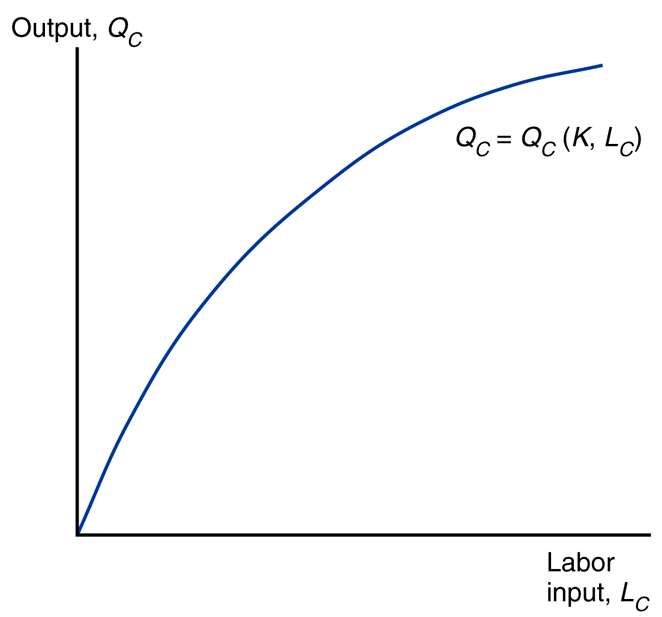 Output, Q_C
Q_C = Q_C (K, L_C)
Labor
input, L_C